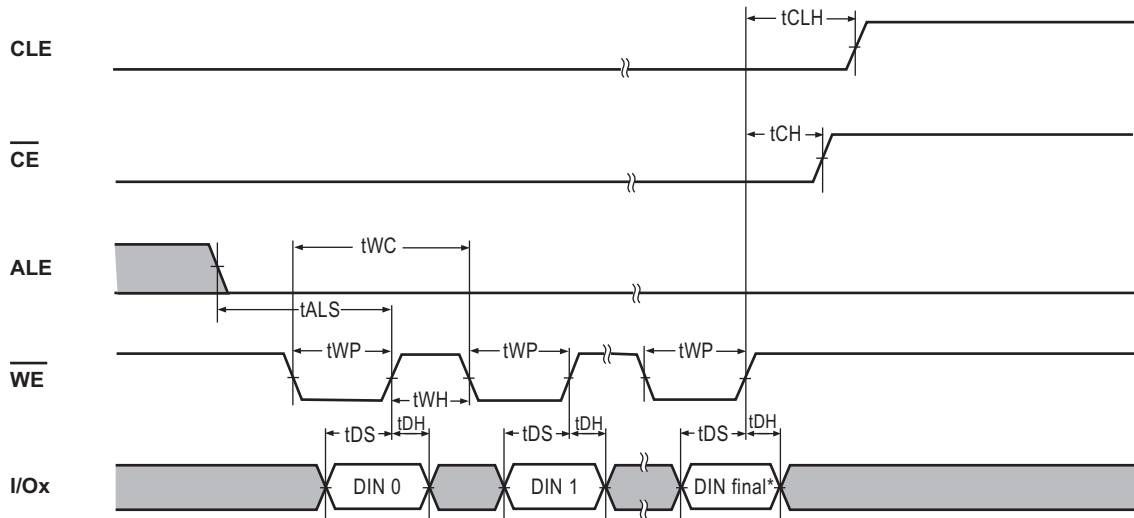 tCLH
CLE
tCH
CE
tWC
ALE
tALS
tWP tWP tWP
WE
tWH
tDS tDH tDS tDH tDS tDH
I/Ox DIN 0 DIN 1 DIN final*